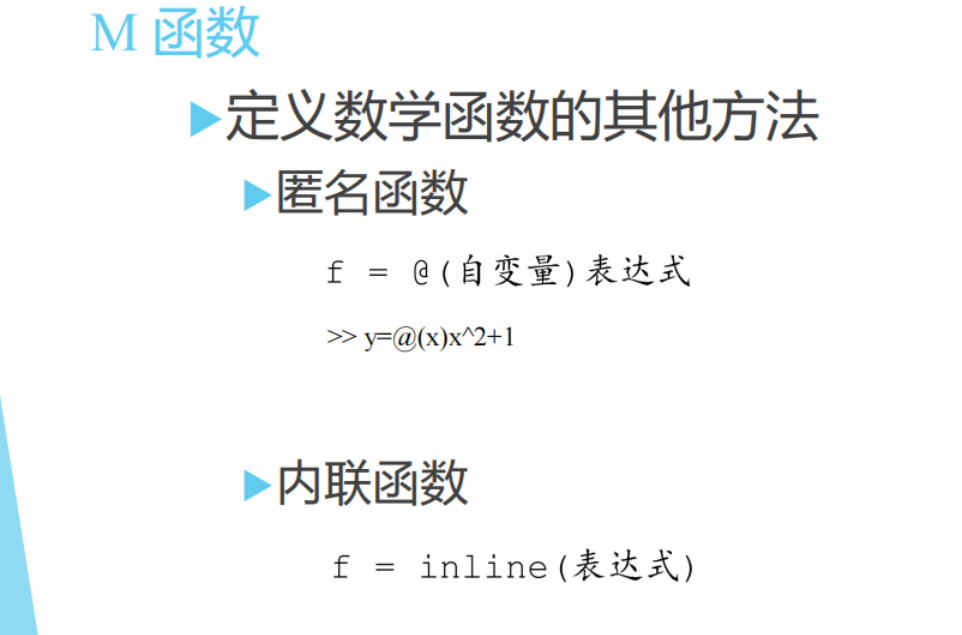 M 函数
定义数学函数的其他方法
匿名函数
f = @(自变量)表达式
>> y=@(x)x^2+1
内联函数
f = inline(表达式)